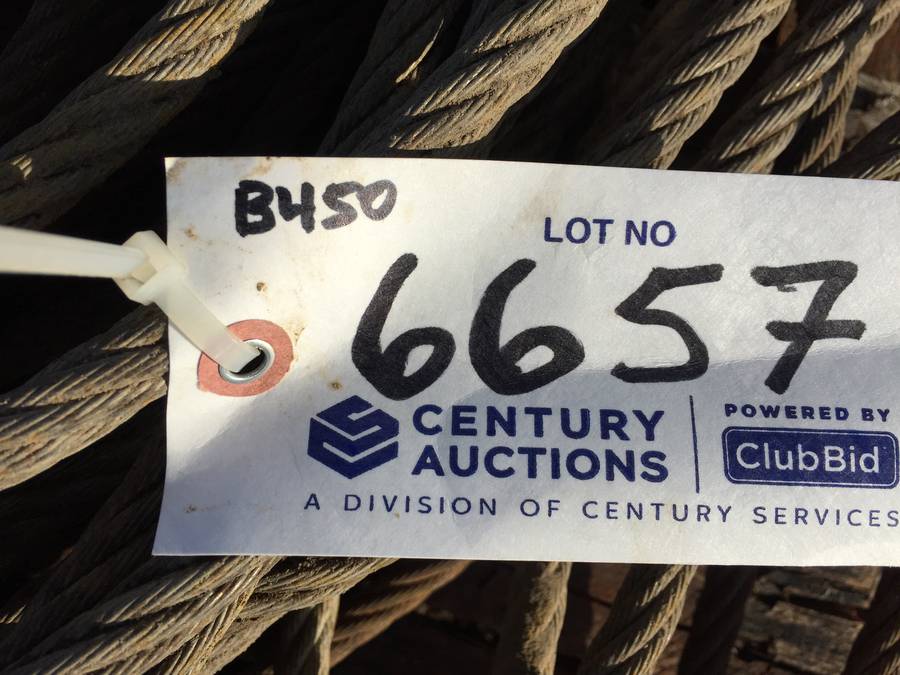 B450
LOT NO
6657
CENTURY
AUCTIONS
POWERED BY
ClubBid
A DIVISION OF CENTURY SERVICES